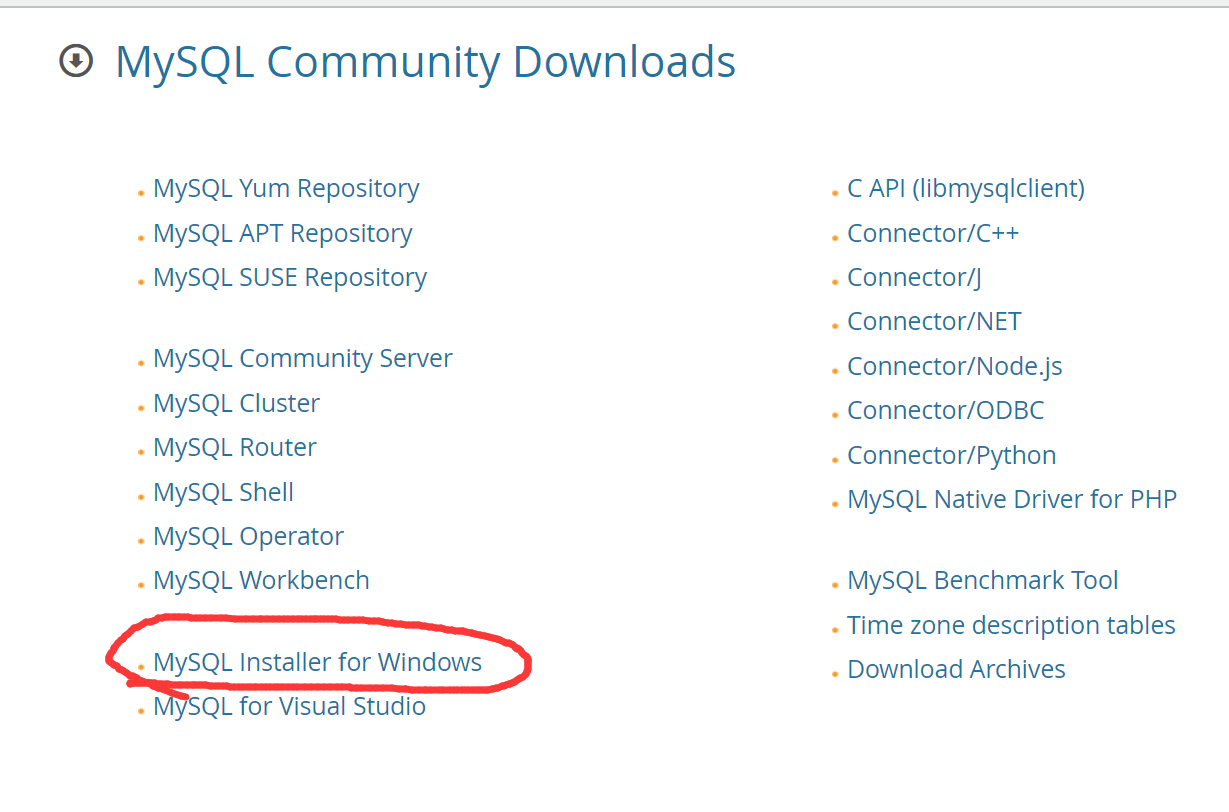 MySQL Community Downloads
MySQL Yum Repository
MySQL APT Repository
MySQL SUSE Repository
MySQL Community Server
MySQL Cluster
MySQL Router
MySQL Shell
MySQL Operator
MySQL Workbench
MySQL Installer for Windows
MySQL for Visual Studio
C API (libmysqlclient)
Connector/C++
Connector/J
Connector/NET
Connector/Node.js
Connector/ODBC
Connector/Python
MySQL Native Driver for PHP
MySQL Benchmark Tool
Time zone description tables
Download Archives